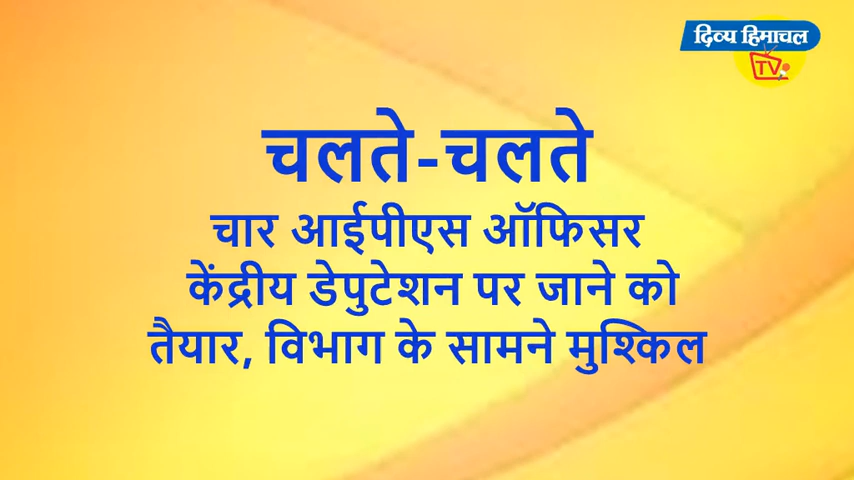 दिव्य हिमाचल
TV
चलते-चलते
चार आईपीएस ऑफिसर
केंद्रीय डेपुटेशन पर जाने को
तैयार, विभाग के सामने मुश्किल